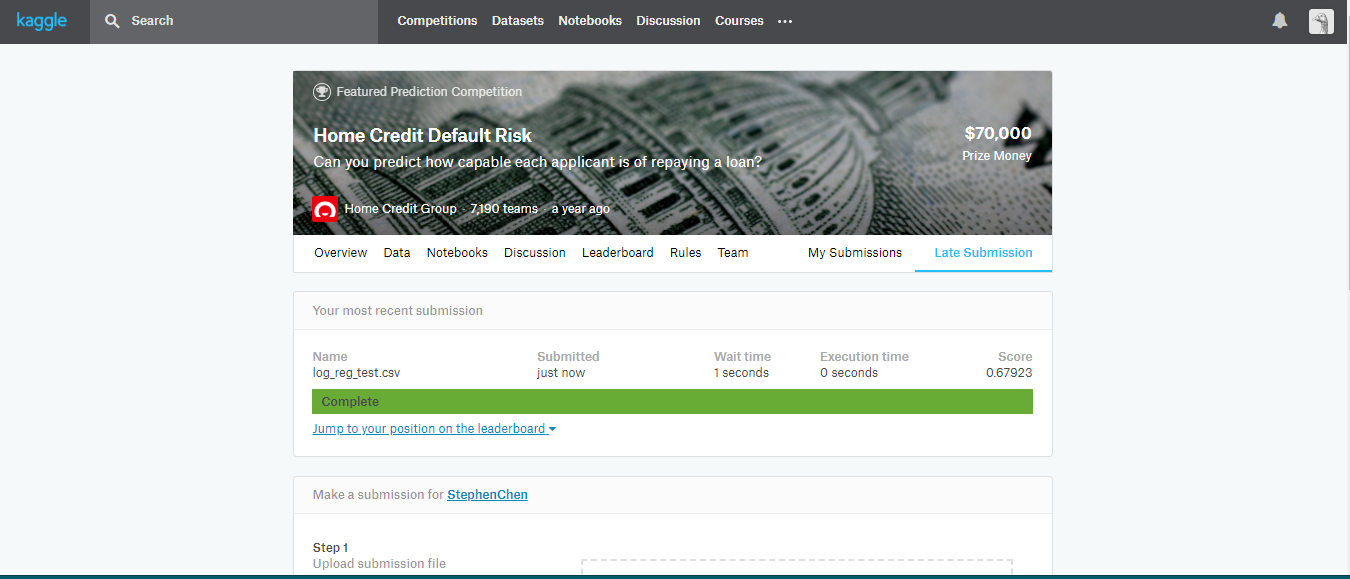 kaggle Search Competitions Datasets Notebooks Discussion Courses
Featured Prediction Competition
Home Credit Default Risk $70,000
Can you predict how capable each applicant is of repaying a loan? Prize Money
Home Credit Group · 7,190 teams · a year ago
Overview Data Notebooks Discussion Leaderboard Rules Team My Submissions Late Submission
Your most recent submission
Name Submitted Wait time Execution time Score
log_reg_test.csv just now 1 seconds 0 seconds 0.67923
Complete
Jump to your position on the leaderboard
Make a submission for StephenChen
Step 1
Upload submission file